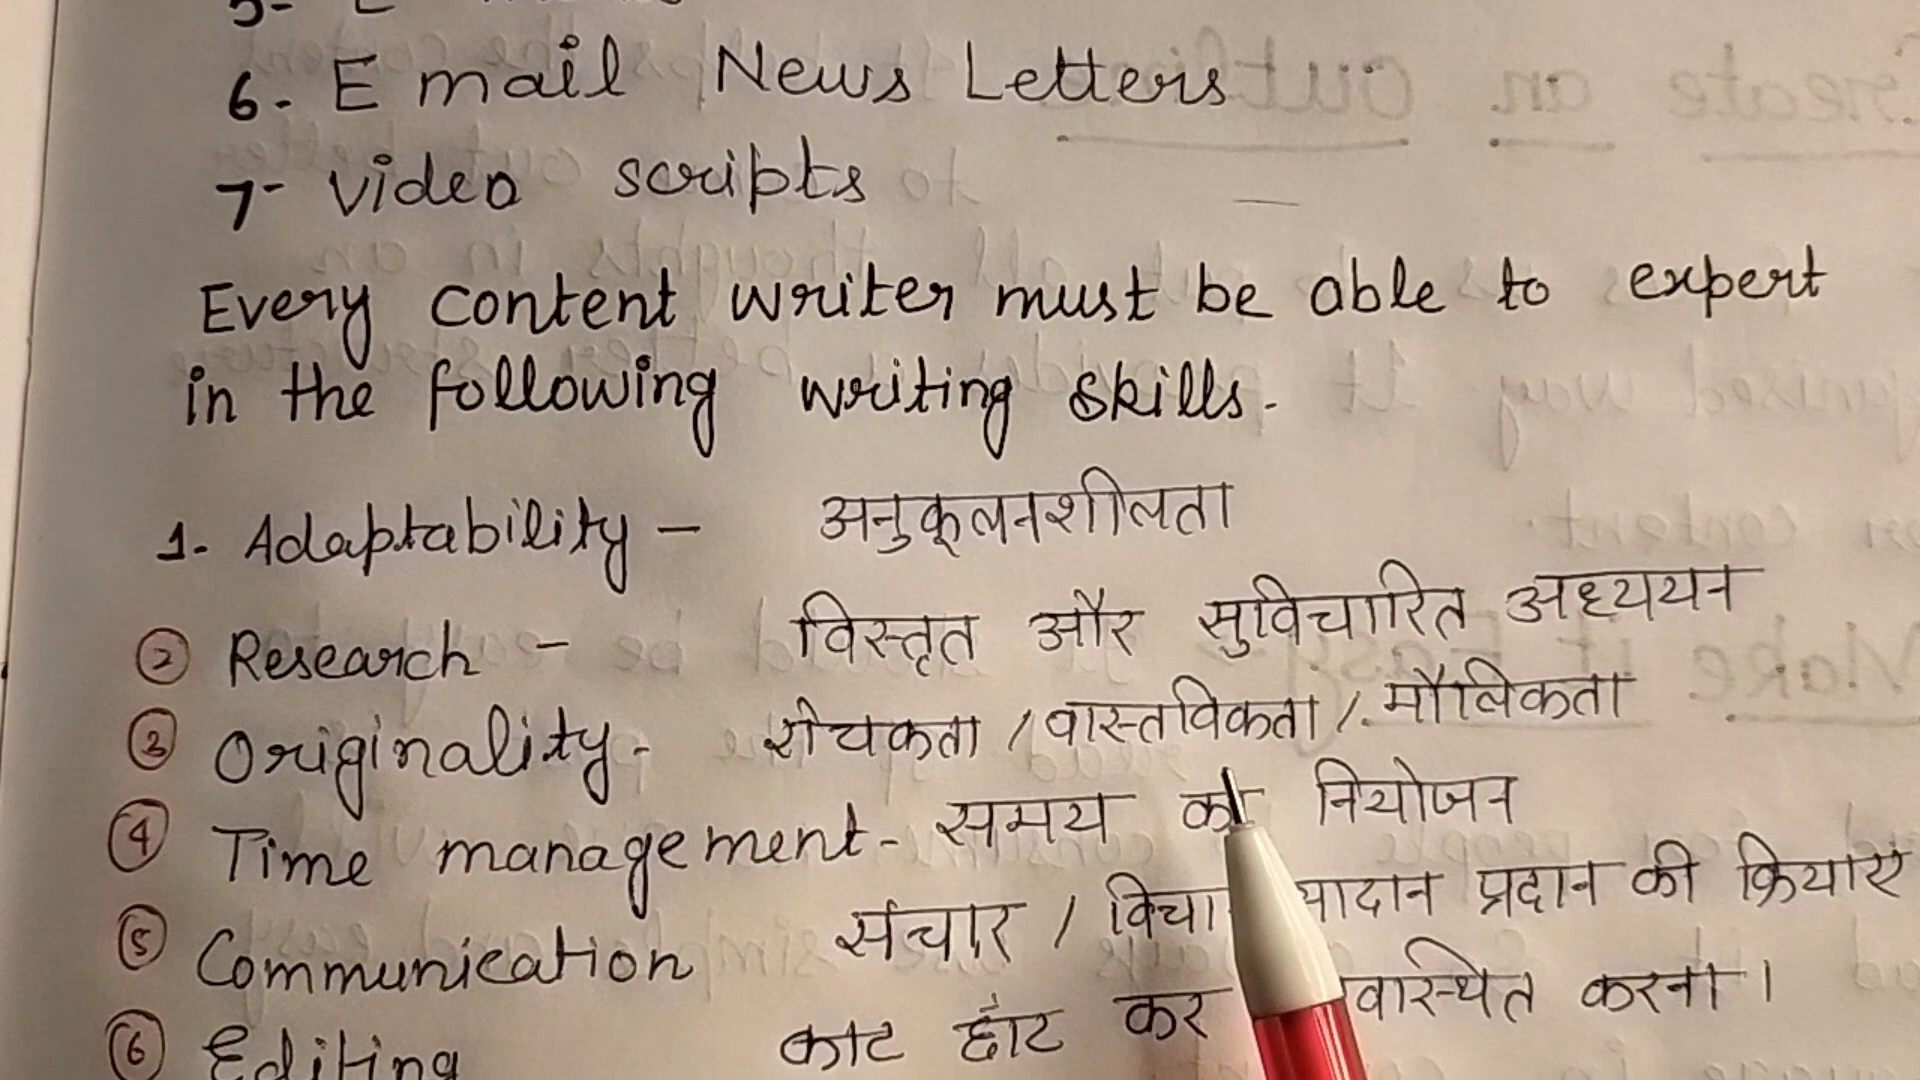 6- E mail News Letters
7- Video scripts
Every content writer must be able to expert
in the following writing skills.
1- Adaptability - अनुकूलनशीलता
2 Research - विस्तृत और सुविचारित अध्ययन
3 Originality - रोचकता / वास्तविकता / मौलिकता
4 Time management - समय का नियोजन
5 Communication संचार / प्रदान की क्रियाएं
6 Editing काट छाँट कर करना ।